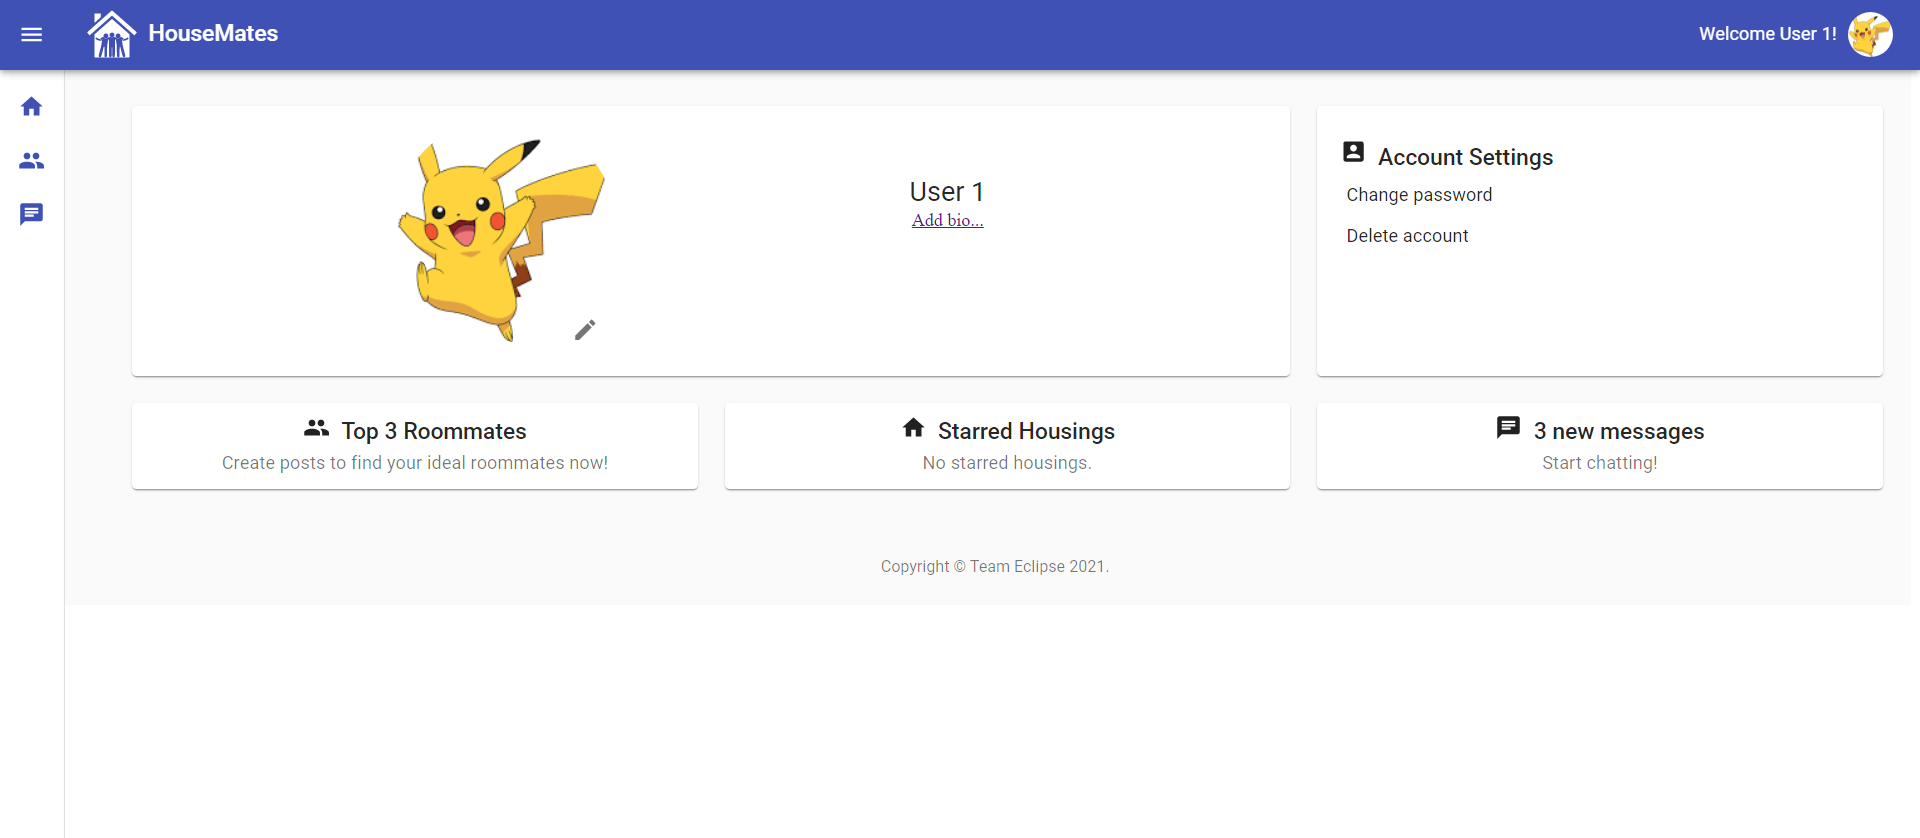 HouseMates
Welcome User 1!
User 1
Add bio...
Account Settings
Change password
Delete account
Top 3 Roommates
Create posts to find your ideal roommates now!
Starred Housings
No starred housings.
3 new messages
Start chatting!
Copyright © Team Eclipse 2021.